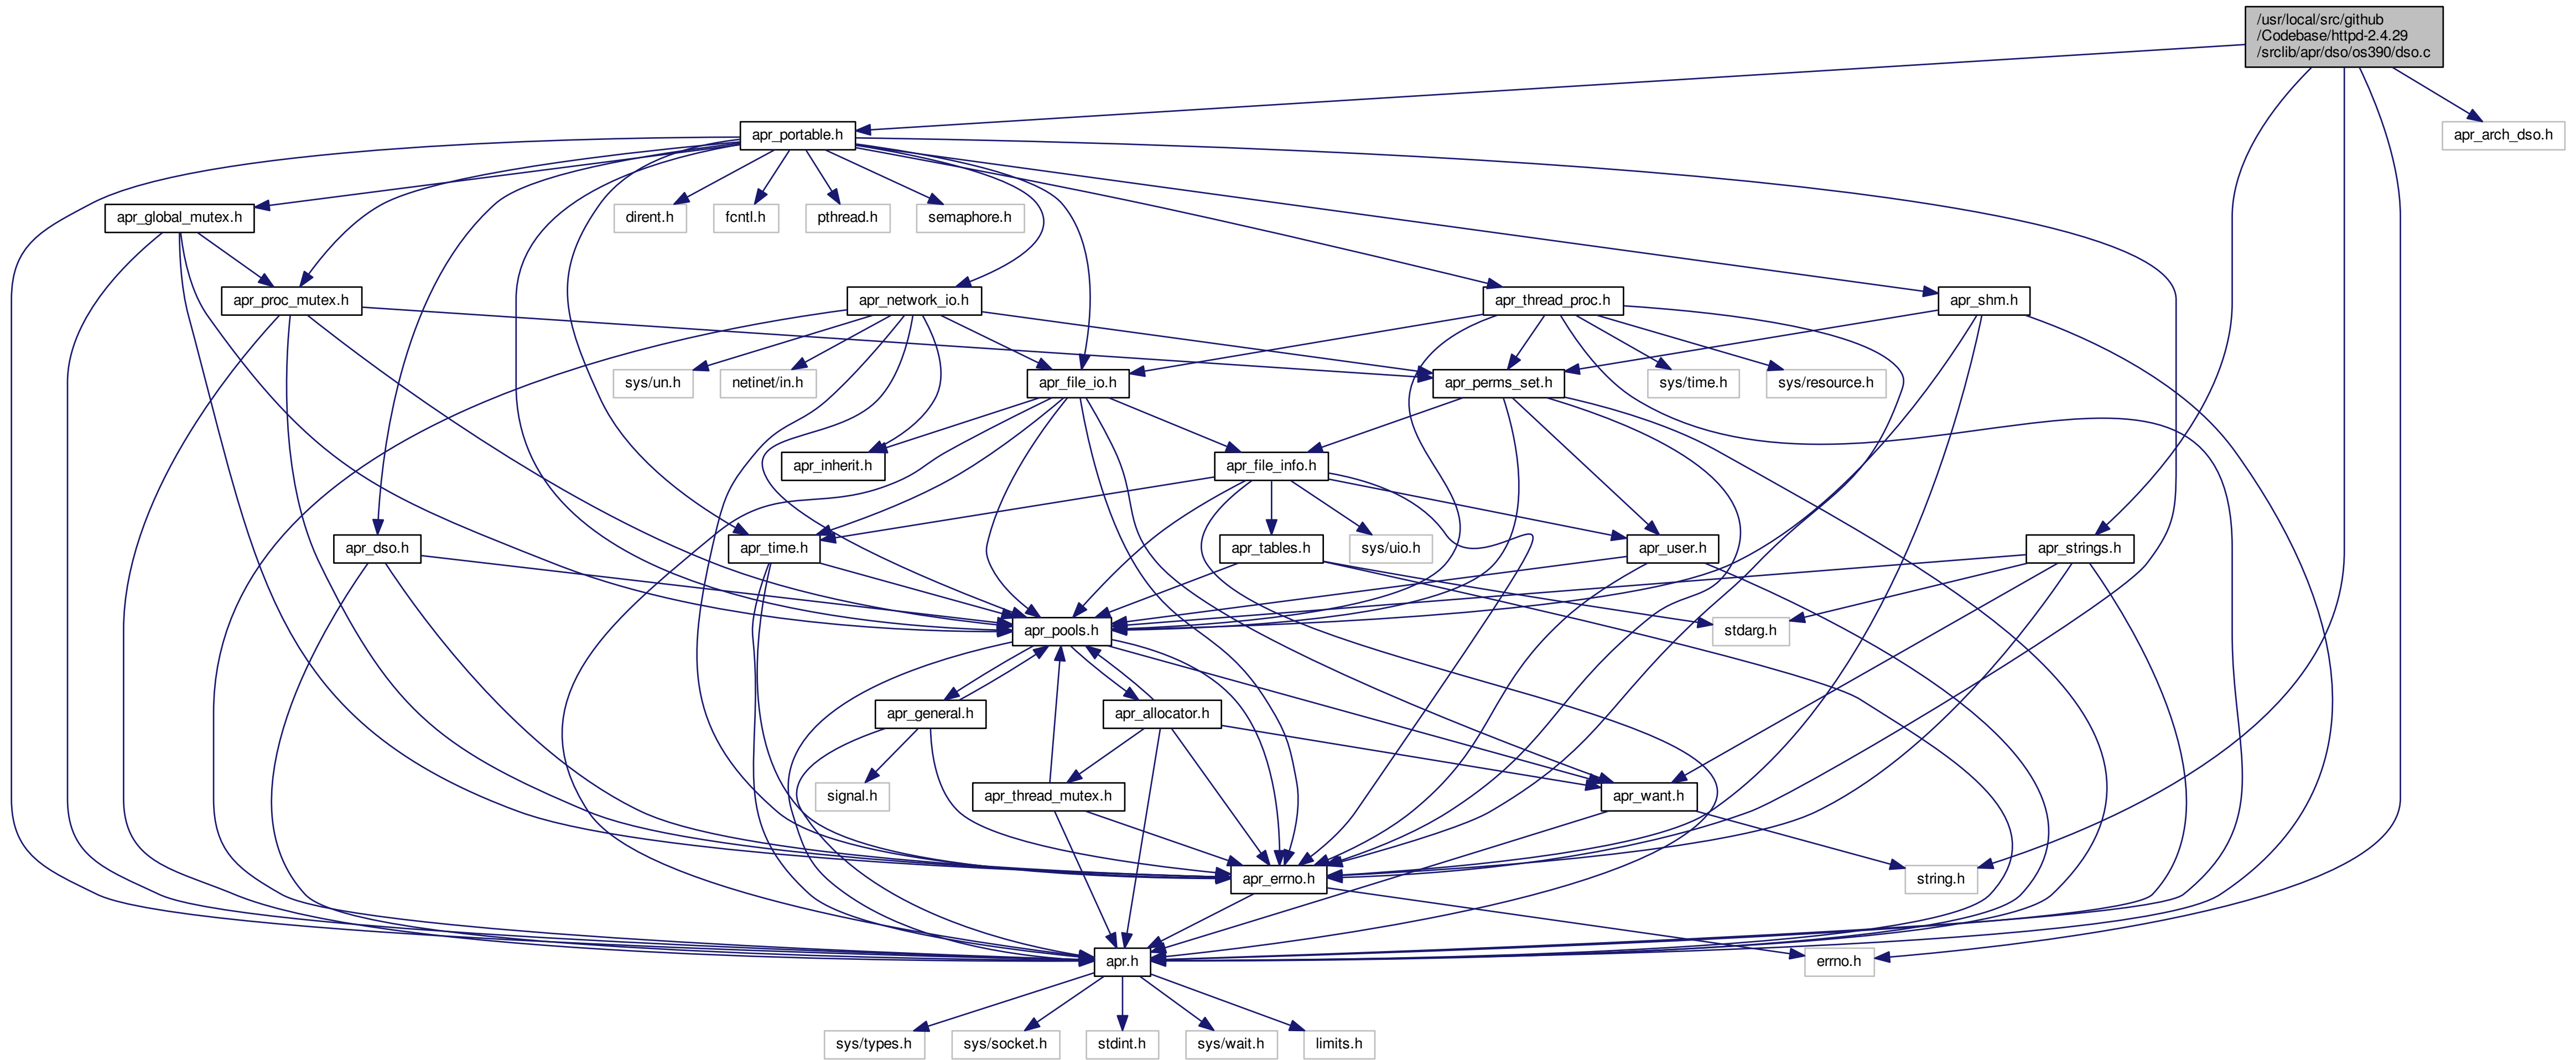 /usr/local/src/github
/Codebase/httpd-2.4.29
/srclib/apr/dso/os390/dso.c
apr_portable.h
apr_arch_dso.h
apr_global_mutex.h
dirent.h
fcntl.h
pthread.h
semaphore.h
apr_proc_mutex.h
apr_network_io.h
apr_thread_proc.h
apr_shm.h
sys/un.h
netinet/in.h
apr_file_io.h
apr_perms_set.h
sys/time.h
sys/resource.h
apr_inherit.h
apr_file_info.h
apr_dso.h
apr_time.h
apr_tables.h
sys/uio.h
apr_user.h
apr_strings.h
apr_pools.h
stdarg.h
apr_general.h
apr_allocator.h
signal.h
apr_thread_mutex.h
apr_want.h
apr_errno.h
string.h
apr.h
errno.h
sys/types.h
sys/socket.h
stdint.h
sys/wait.h
limits.h